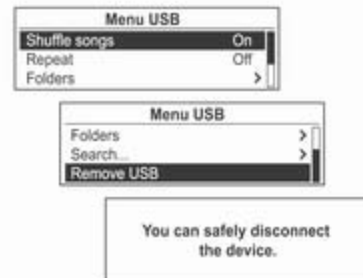 Menu USB
Shuffle songs On
Repeat Off
Folders >
Menu USB
Folders >
Search... >
Remove USB
You can safely disconnect
the device.